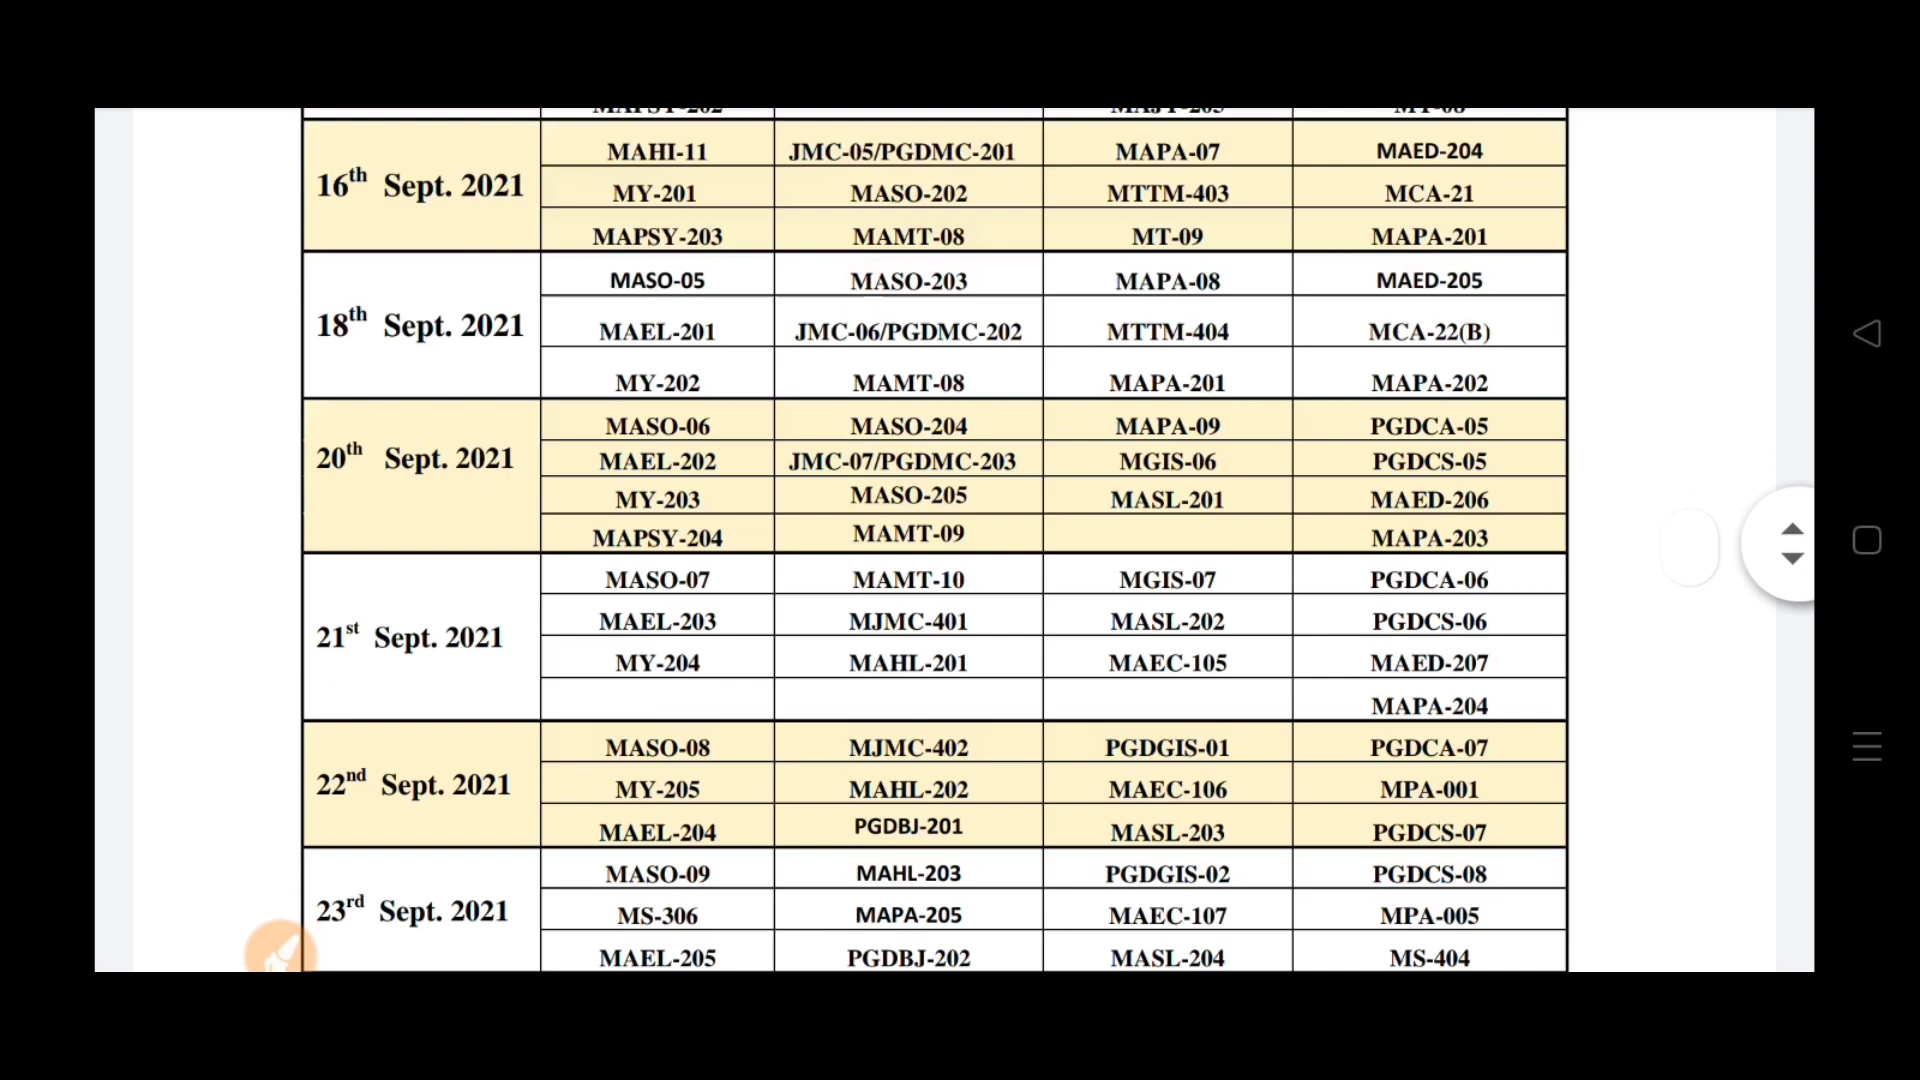 MAPSY-202 MAJY-205 MT-08
MAHI-11 JMC-05/PGDMC-201 MAPA-07 MAED-204
16th Sept. 2021
MY-201 MASO-202 MTTM-403 MCA-21
MAPSY-203 MAMT-08 MT-09 MAPA-201
MASO-05 MASO-203 MAPA-08 MAED-205
18th Sept. 2021
MAEL-201 JMC-06/PGDMC-202 MTTM-404 MCA-22(B)
MY-202 MAMT-08 MAPA-201 MAPA-202
MASO-06 MASO-204 MAPA-09 PGDCA-05
20th Sept. 2021
MAEL-202 JMC-07/PGDMC-203 MGIS-06 PGDCS-05
MY-203 MASO-205 MASL-201 MAED-206
MAPSY-204 MAMT-09 MAPA-203
MASO-07 MAMT-10 MGIS-07 PGDCA-06
MAEL-203 MJMC-401 MASL-202 PGDCS-06
21st Sept. 2021
MY-204 MAHL-201 MAEC-105 MAED-207
MAPA-204
MASO-08 MJMC-402 PGDGIS-01 PGDCA-07
22nd Sept. 2021
MY-205 MAHL-202 MAEC-106 MPA-001
MAEL-204 PGDBJ-201 MASL-203 PGDCS-07
MASO-09 MAHL-203 PGDGIS-02 PGDCS-08
23rd Sept. 2021
MS-306 MAPA-205 MAEC-107 MPA-005
MAEL-205 PGDBJ-202 MASL-204 MS-404